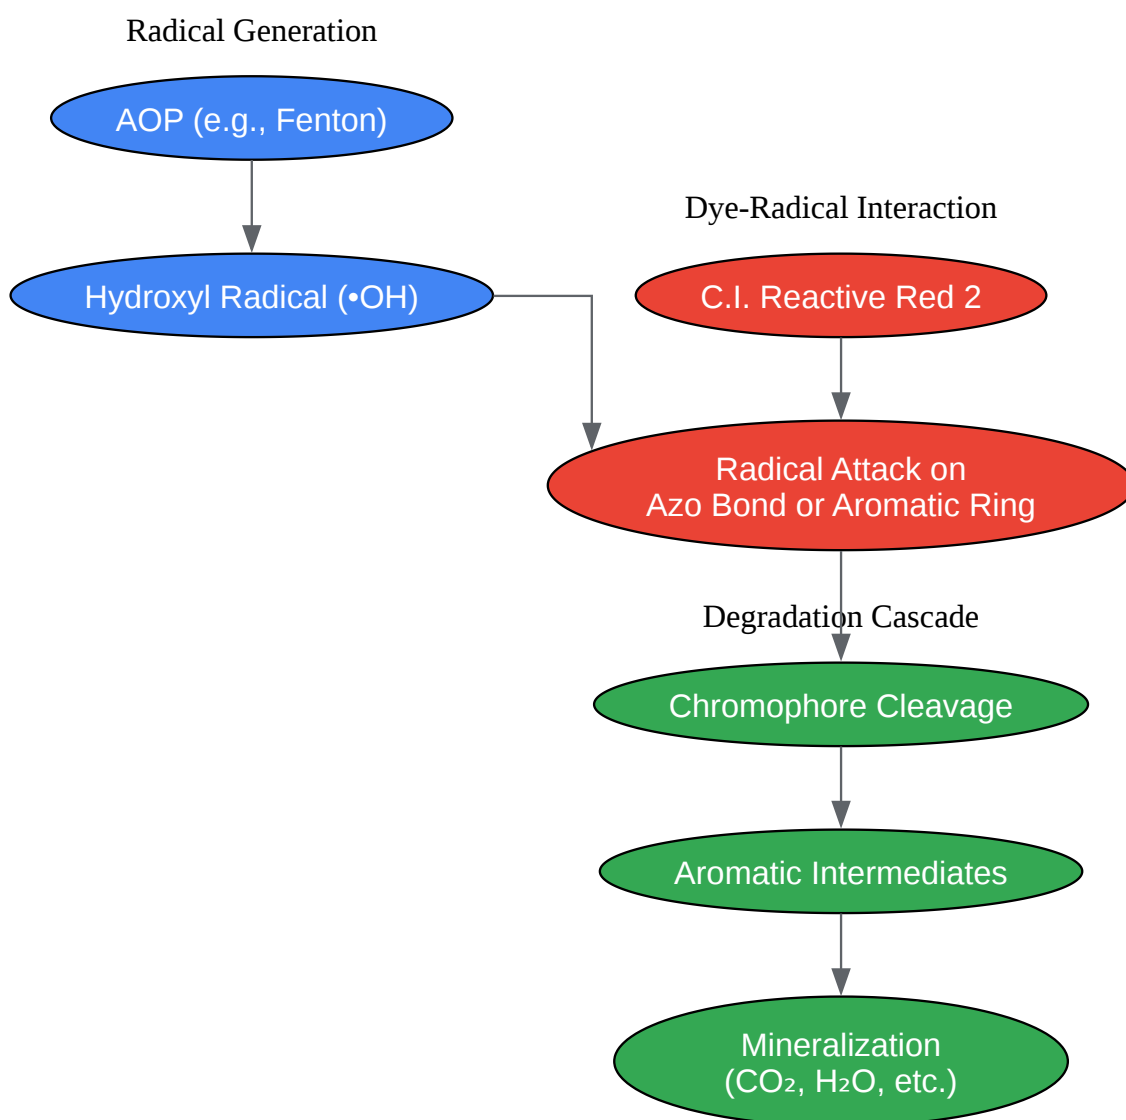 Radical Generation
AOP (e.g., Fenton)
Hydroxyl Radical (•OH)
Dye-Radical Interaction
C.I. Reactive Red 2
Radical Attack on
Azo Bond or Aromatic Ring
Degradation Cascade
Chromophore Cleavage
Aromatic Intermediates
Mineralization
(CO₂, H₂O, etc.)